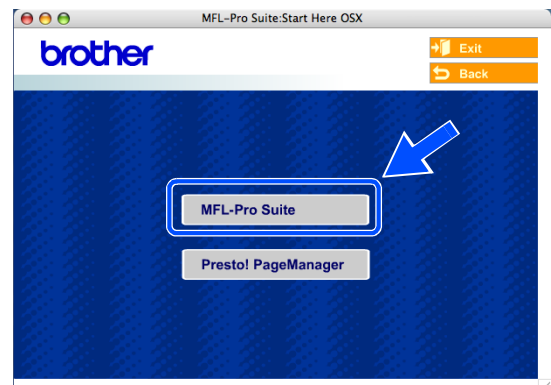 MFL-Pro Suite:Start Here OSX
brother
Exit
Back
MFL-Pro Suite
Presto! PageManager